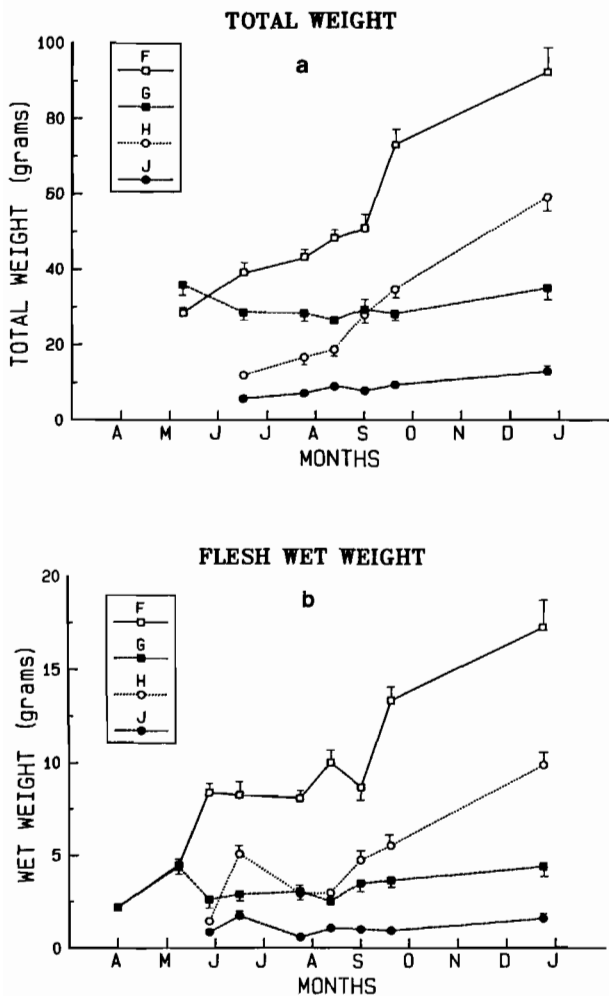 TOTAL WEIGHT
a
F
G
H
J
100
80
60
40
20
0
TOTAL WEIGHT (grams)
A M J J A S O N D J
MONTHS
FLESH WET WEIGHT
b
F
G
H
J
20
15
10
5
0
WET WEIGHT (grams)
A M J J A S O N D J
MONTHS